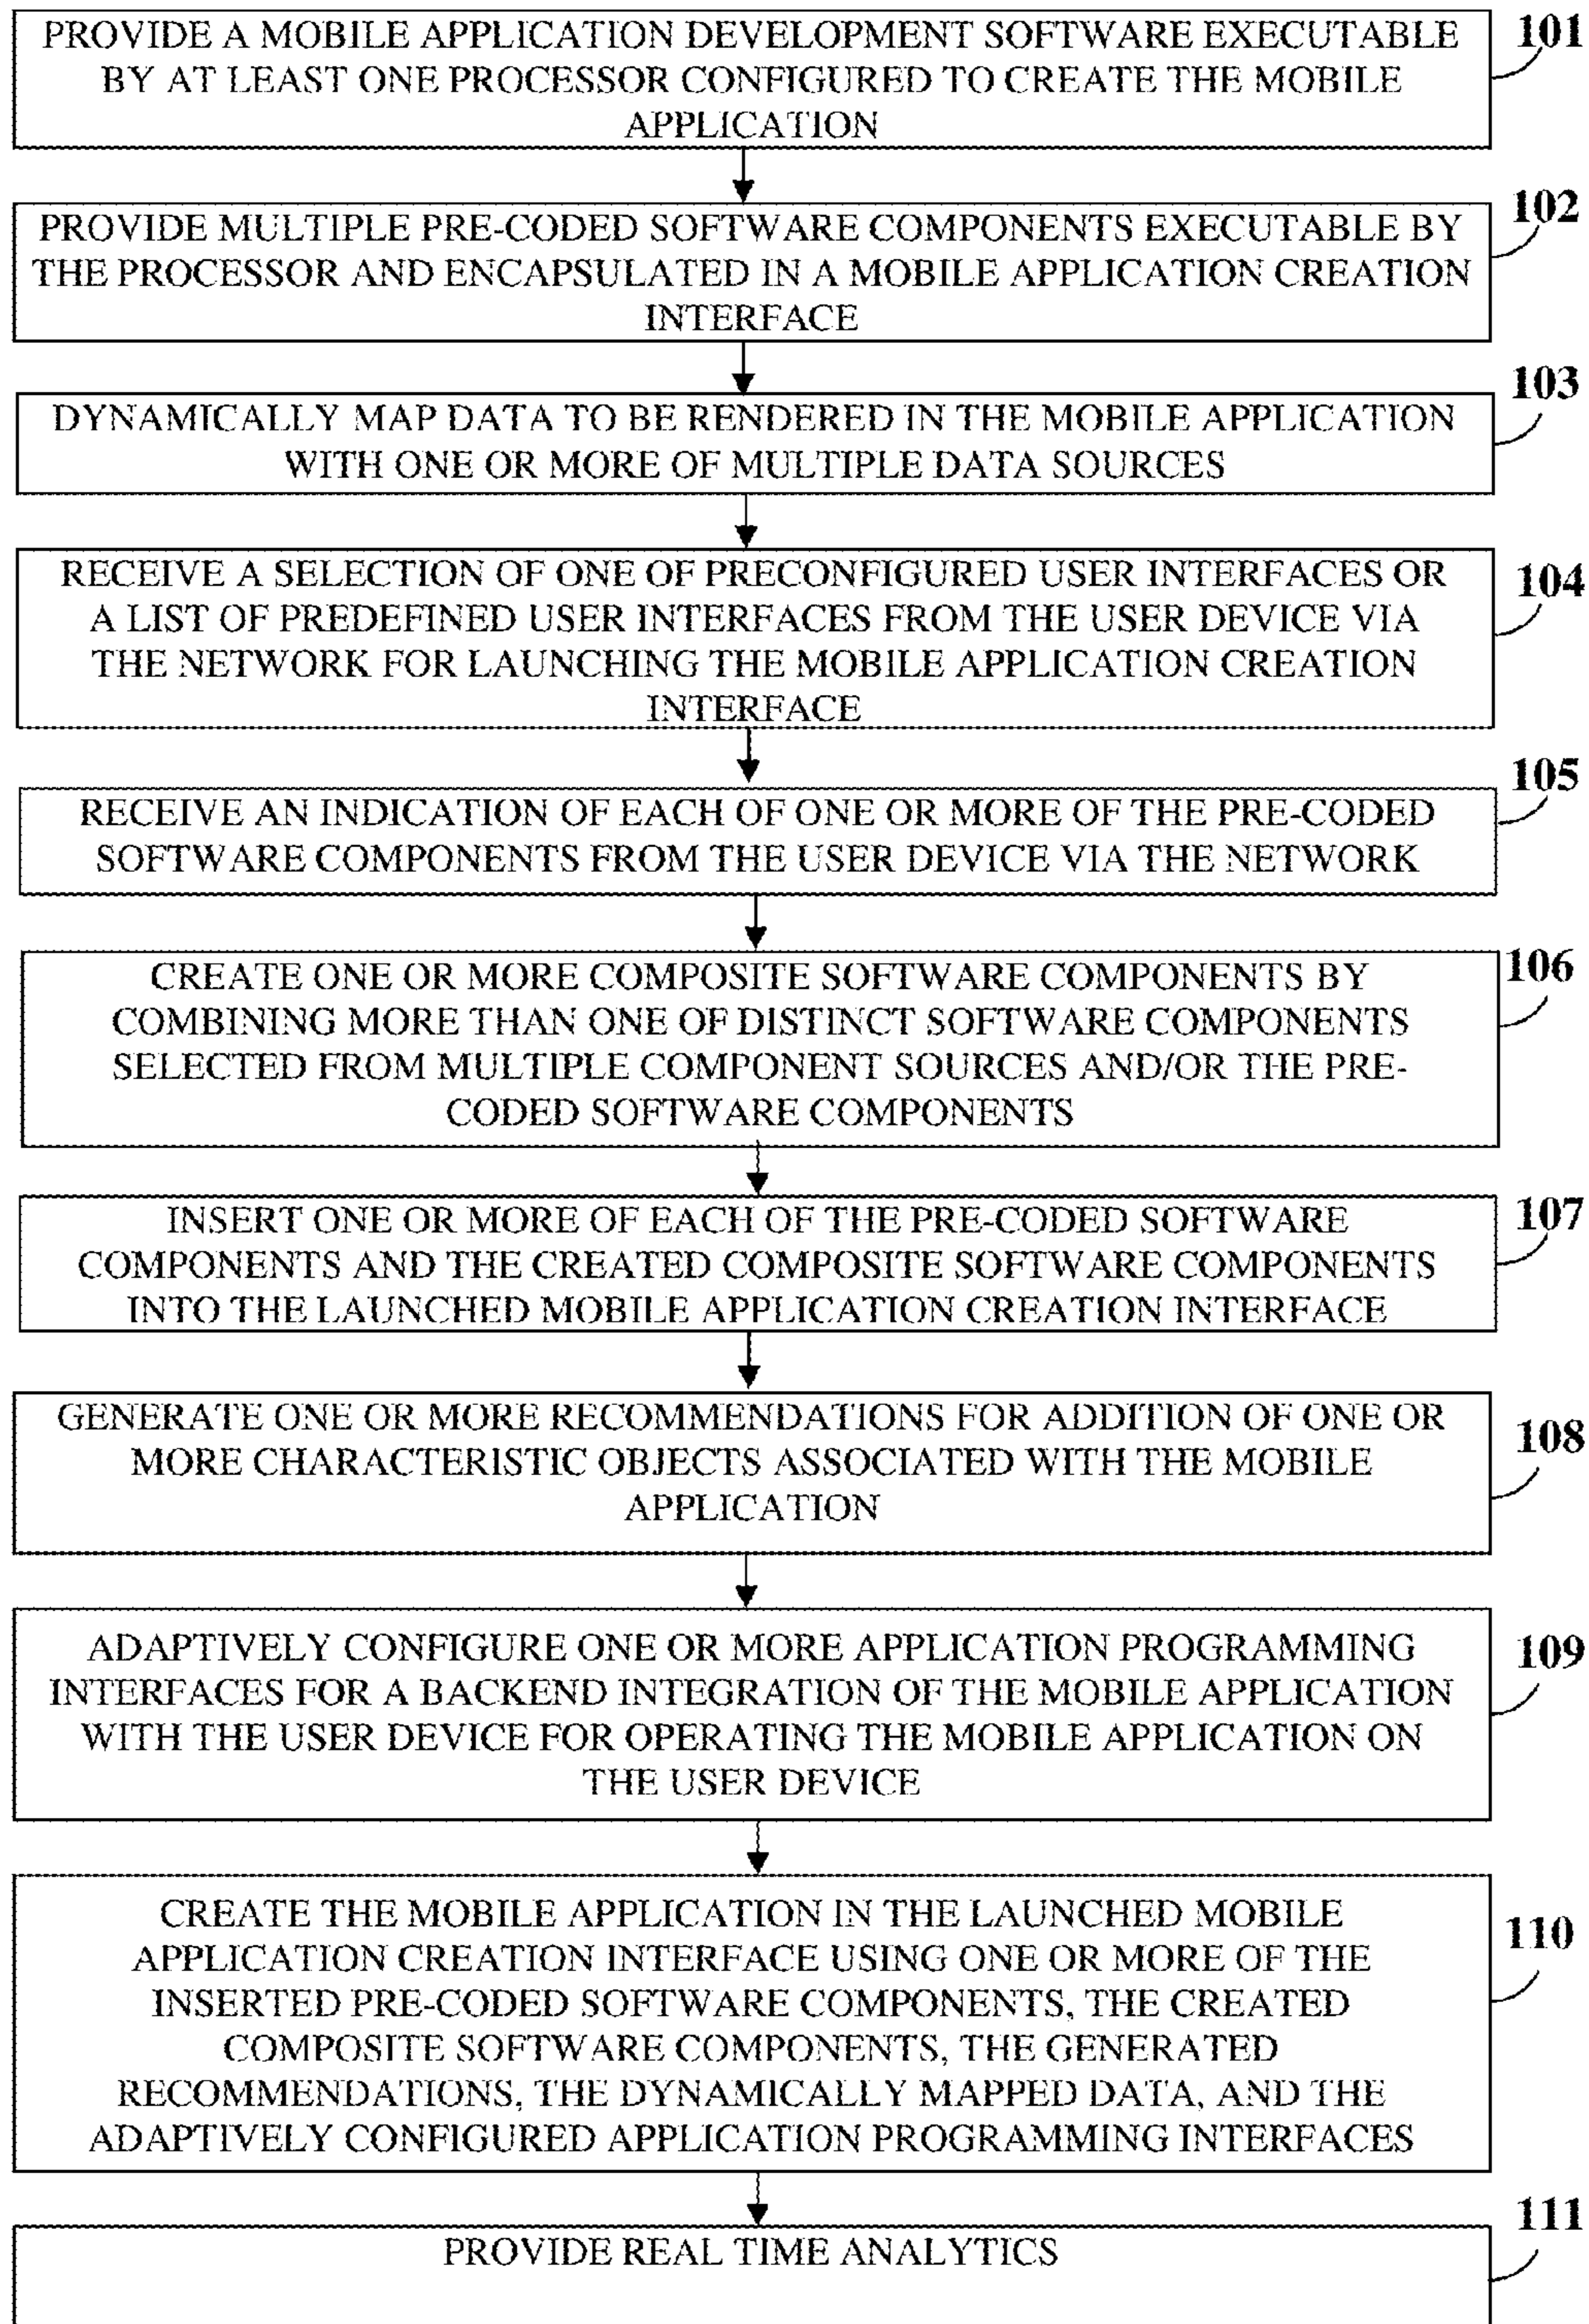 PROVIDE A MOBILE APPLICATION DEVELOPMENT SOFTWARE EXECUTABLE
BY AT LEAST ONE PROCESSOR CONFIGURED TO CREATE THE MOBILE
APPLICATION
101
PROVIDE MULTIPLE PRE-CODED SOFTWARE COMPONENTS EXECUTABLE BY
THE PROCESSOR AND ENCAPSULATED IN A MOBILE APPLICATION CREATION
INTERFACE
102
DYNAMICALLY MAP DATA TO BE RENDERED IN THE MOBILE APPLICATION
WITH ONE OR MORE OF MULTIPLE DATA SOURCES
103
RECEIVE A SELECTION OF ONE OF PRECONFIGURED USER INTERFACES OR
A LIST OF PREDEFINED USER INTERFACES FROM THE USER DEVICE VIA
THE NETWORK FOR LAUNCHING THE MOBILE APPLICATION CREATION
INTERFACE
104
RECEIVE AN INDICATION OF EACH OF ONE OR MORE OF THE PRE-CODED
SOFTWARE COMPONENTS FROM THE USER DEVICE VIA THE NETWORK
105
CREATE ONE OR MORE COMPOSITE SOFTWARE COMPONENTS BY
COMBINING MORE THAN ONE OF DISTINCT SOFTWARE COMPONENTS
SELECTED FROM MULTIPLE COMPONENT SOURCES AND/OR THE PRE-
CODED SOFTWARE COMPONENTS
106
INSERT ONE OR MORE OF EACH OF THE PRE-CODED SOFTWARE
COMPONENTS AND THE CREATED COMPOSITE SOFTWARE COMPONENTS
INTO THE LAUNCHED MOBILE APPLICATION CREATION INTERFACE
107
GENERATE ONE OR MORE RECOMMENDATIONS FOR ADDITION OF ONE OR
MORE CHARACTERISTIC OBJECTS ASSOCIATED WITH THE MOBILE
APPLICATION
108
ADAPTIVELY CONFIGURE ONE OR MORE APPLICATION PROGRAMMING
INTERFACES FOR A BACKEND INTEGRATION OF THE MOBILE APPLICATION
WITH THE USER DEVICE FOR OPERATING THE MOBILE APPLICATION ON
THE USER DEVICE
109
CREATE THE MOBILE APPLICATION IN THE LAUNCHED MOBILE
APPLICATION CREATION INTERFACE USING ONE OR MORE OF THE
INSERTED PRE-CODED SOFTWARE COMPONENTS, THE CREATED
COMPOSITE SOFTWARE COMPONENTS, THE GENERATED
RECOMMENDATIONS, THE DYNAMICALLY MAPPED DATA, AND THE
ADAPTIVELY CONFIGURED APPLICATION PROGRAMMING INTERFACES
110
PROVIDE REAL TIME ANALYTICS
111